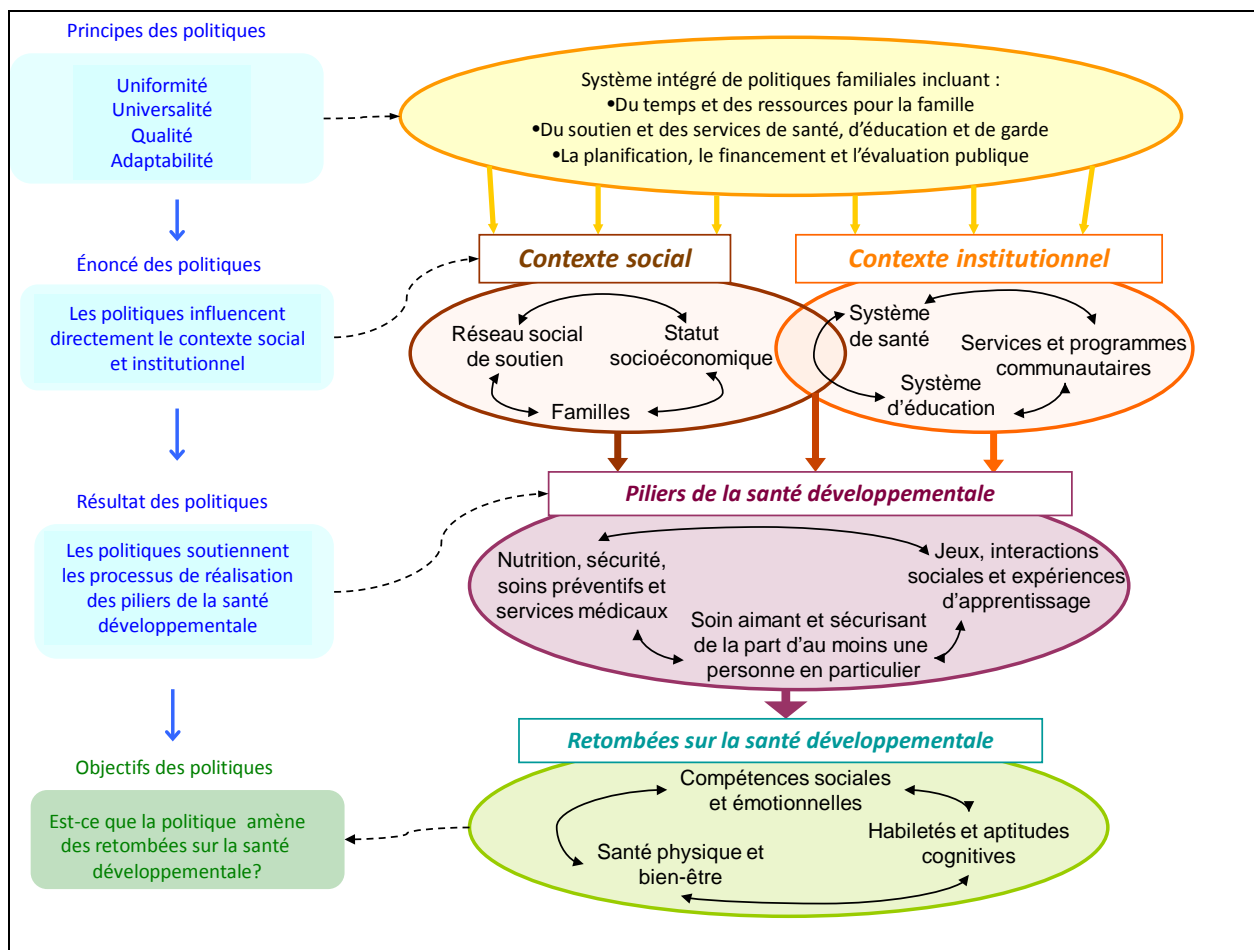 Principes des politiques
Uniformité
Universalité
Qualité
Adaptabilité
Système intégré de politiques familiales incluant :
•Du temps et des ressources pour la famille
•Du soutien et des services de santé, d'éducation et de garde
•La planification, le financement et l'évaluation publique
Énoncé des politiques
Les politiques influencent
directement le contexte social
et institutionnel
Contexte social
Réseau social
de soutien
Statut
socioéconomique
Familles
Contexte institutionnel
Système
de santé
Services et programmes
communautaires
Système
d'éducation
Résultat des politiques
Les politiques soutiennent
les processus de réalisation
des piliers de la santé
développementale
Piliers de la santé développementale
Nutrition, sécurité,
soins préventifs et
services médicaux
Jeux, interactions
sociales et expériences
d'apprentissage
Soin aimant et sécurisant
de la part d'au moins une
personne en particulier
Objectifs des politiques
Est-ce que la politique  amène
des retombées sur la santé
développementale?
Retombées sur la santé développementale
Compétences sociales
et émotionnelles
Habiletés et aptitudes
cognitives
Santé physique et
bien-être